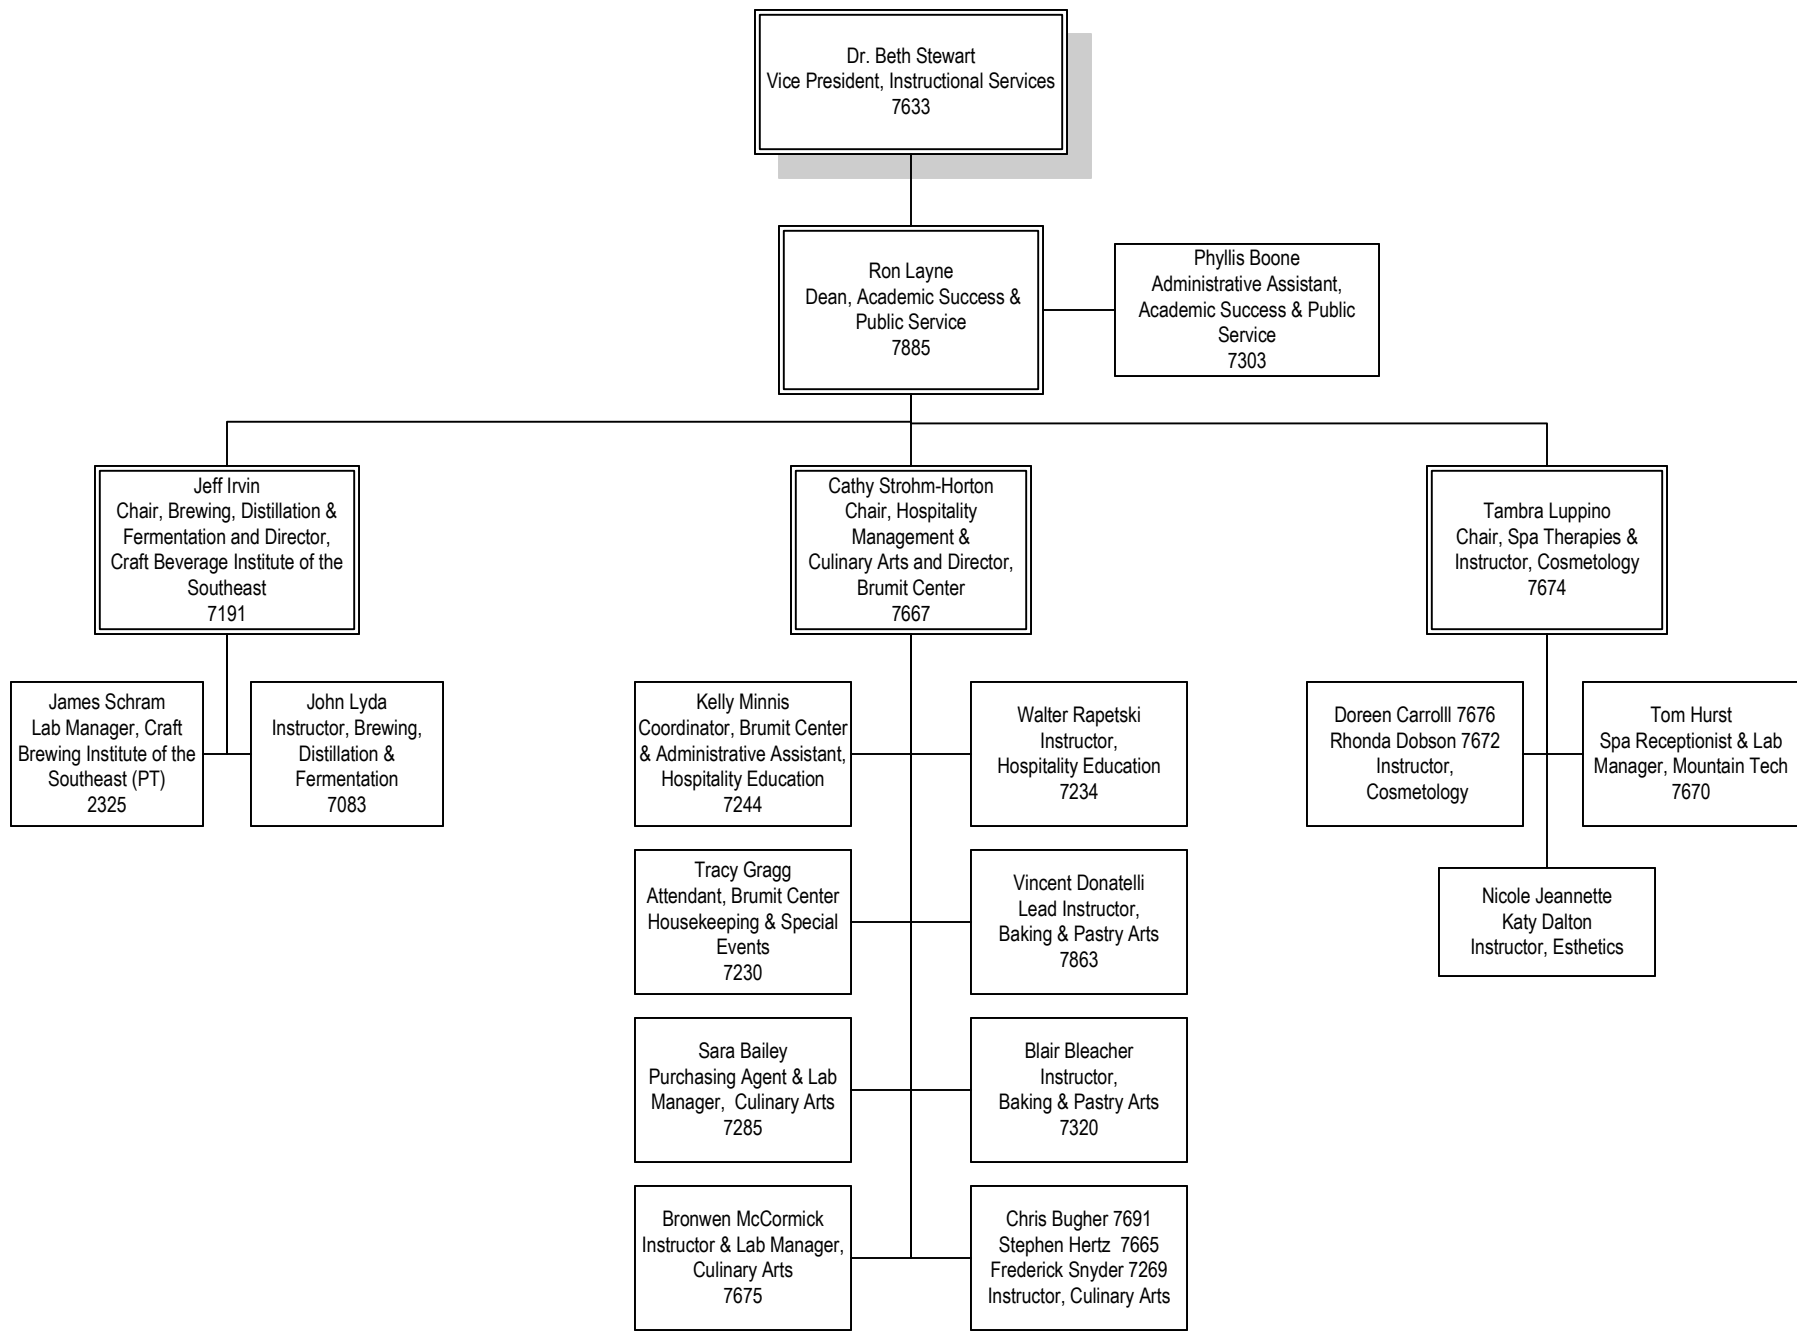 Dr. Beth Stewart
Vice President, Instructional Services
7633
Ron Layne
Dean, Academic Success &
Public Service
7885
Phyllis Boone
Administrative Assistant,
Academic Success & Public
Service
7303
Jeff Irvin
Chair, Brewing, Distillation &
Fermentation and Director,
Craft Beverage Institute of the
Southeast
7191
Cathy Strohm-Horton
Chair, Hospitality
Management &
Culinary Arts and Director,
Brumit Center
7667
Tambra Luppino
Chair, Spa Therapies &
Instructor, Cosmetology
7674
James Schram
Lab Manager, Craft
Brewing Institute of the
Southeast (PT)
2325
John Lyda
Instructor, Brewing,
Distillation &
Fermentation
7083
Kelly Minnis
Coordinator, Brumit Center
& Administrative Assistant,
Hospitality Education
7244
Walter Rapetski
Instructor,
Hospitality Education
7234
Doreen Carrolll 7676
Rhonda Dobson 7672
Instructor,
Cosmetology
Tom Hurst
Spa Receptionist & Lab
Manager, Mountain Tech
7670
Tracy Gragg
Attendant, Brumit Center
Housekeeping & Special
Events
7230
Vincent Donatelli
Lead Instructor,
Baking & Pastry Arts
7863
Nicole Jeannette
Katy Dalton
Instructor, Esthetics
Sara Bailey
Purchasing Agent & Lab
Manager, Culinary Arts
7285
Blair Bleacher
Instructor,
Baking & Pastry Arts
7320
Bronwen McCormick
Instructor & Lab Manager,
Culinary Arts
7675
Chris Bugher 7691
Stephen Hertz 7665
Frederick Snyder 7269
Instructor, Culinary Arts